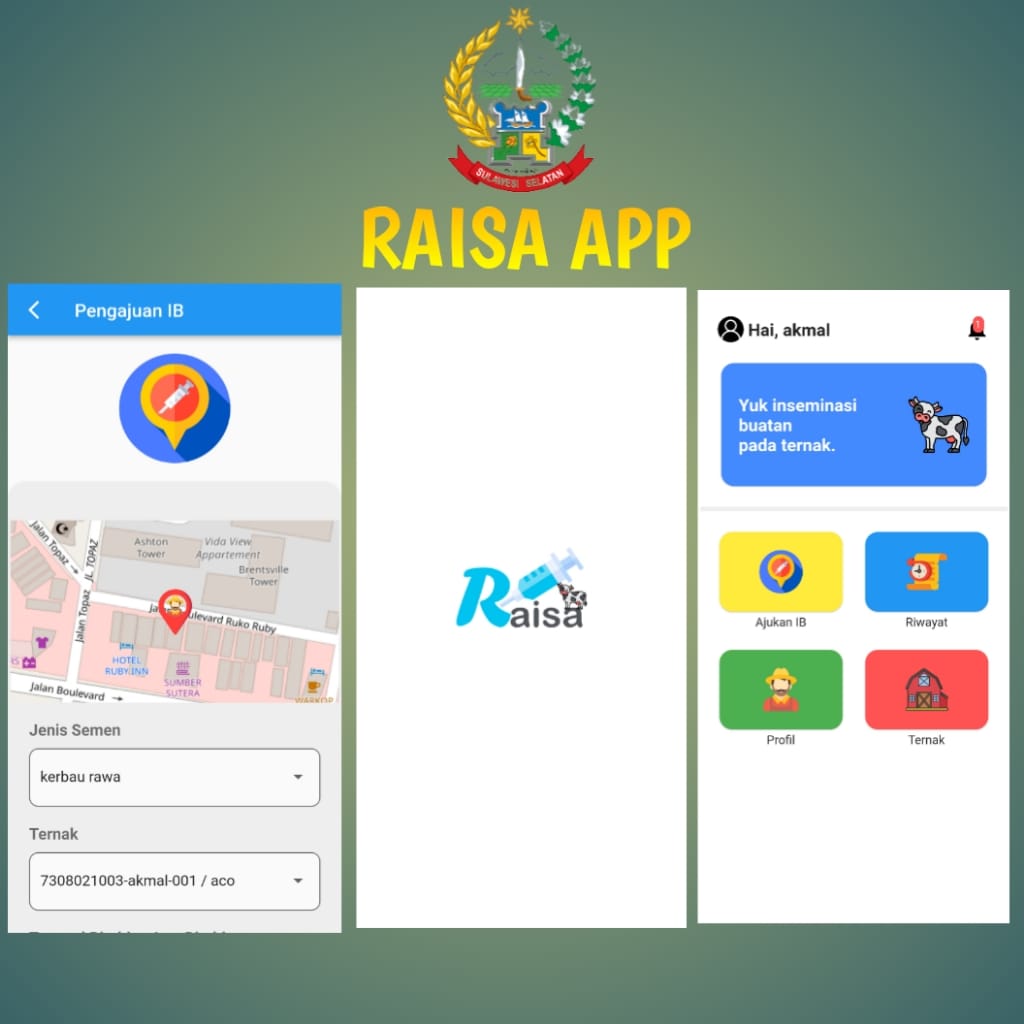 SULAWESI SELATAN
RAISA APP
Pengajuan IB
Jalan Topaz
JL. TOPAZ
Ashton
Tower
Vida View
Appartement
Brentsville
Tower
Jalan Topaz
Boulevard Ruko Ruby
HOTEL
RUBY INN
SUMBER
SUTERA
Jalan Boulevard
WARKOP
Jenis Semen
kerbau rawa
Ternak
7308021003-akmal-001 / aco
Raisa
Hai, akmal
1
Yuk inseminasi
buatan
pada ternak.
Ajukan IB
Riwayat
Profil
Ternak